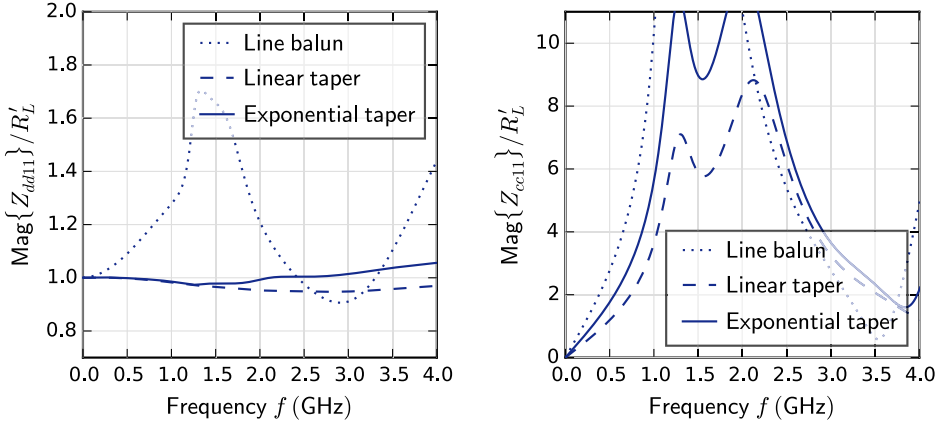 Mag{Z_{dd11}}/R'_L
2.0
1.8
1.6
1.4
1.2
1.0
0.8
Line balun
Linear taper
Exponential taper
0.0 0.5 1.0 1.5 2.0 2.5 3.0 3.5 4.0
Frequency f (GHz)
Mag{Z_{cc11}}/R'_L
10
8
6
4
2
0
Line balun
Linear taper
Exponential taper
0.0 0.5 1.0 1.5 2.0 2.5 3.0 3.5 4.0
Frequency f (GHz)